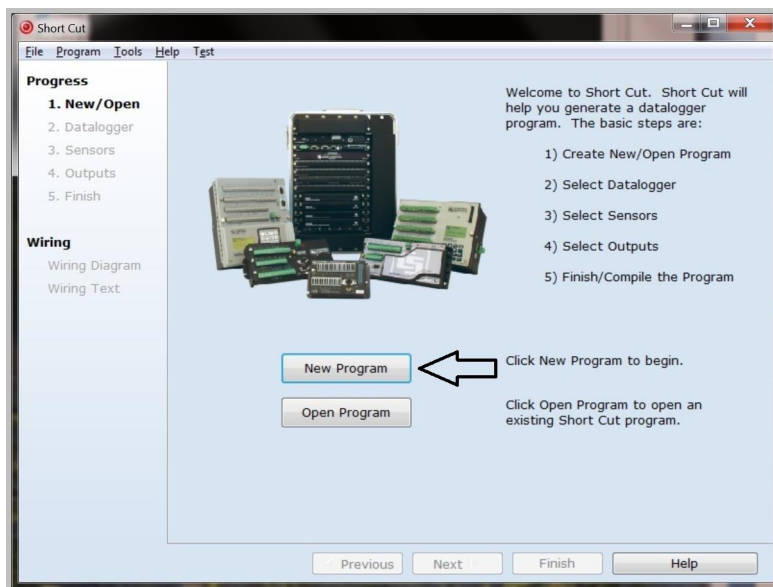 Short Cut
File Program Tools Help Test
Progress
1. New/Open
2. Datalogger
3. Sensors
4. Outputs
5. Finish
Wiring
Wiring Diagram
Wiring Text
Welcome to Short Cut. Short Cut will
help you generate a datalogger
program. The basic steps are:
1) Create New/Open Program
2) Select Datalogger
3) Select Sensors
4) Select Outputs
5) Finish/Compile the Program
New Program
Click New Program to begin.
Open Program
Click Open Program to open an
existing Short Cut program.
Previous Next Finish Help